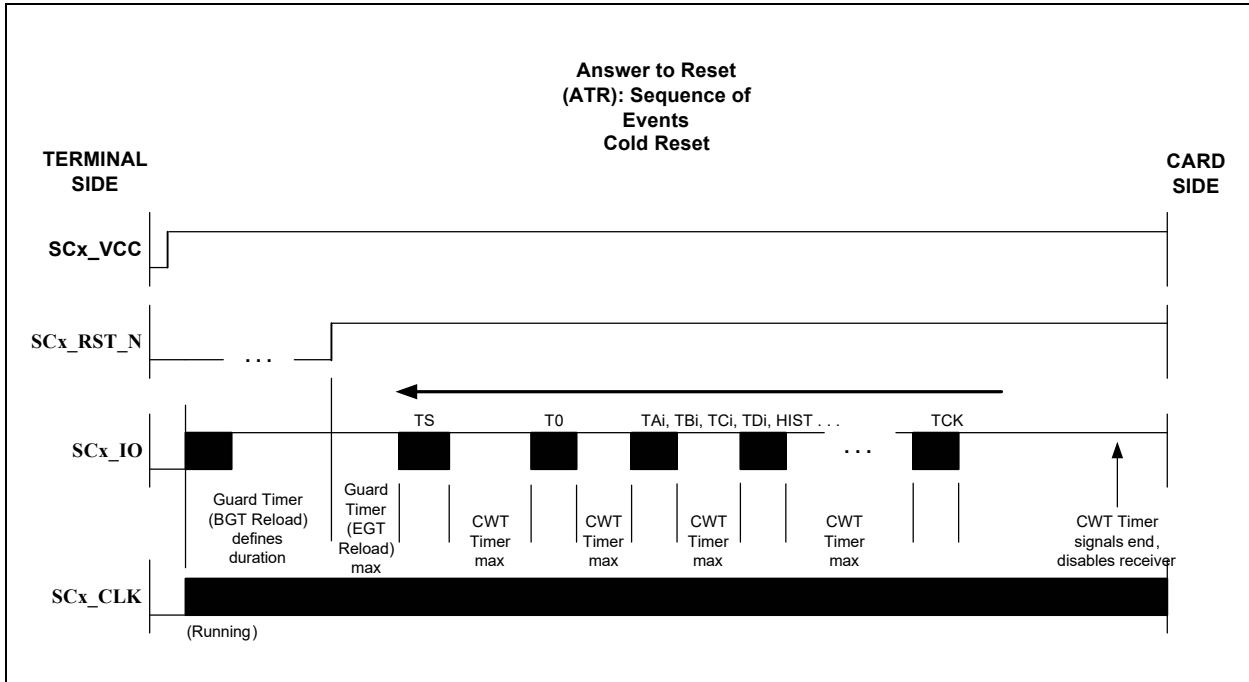 Answer to Reset
(ATR): Sequence of
Events
Cold Reset
TERMINAL
SIDE
CARD
SIDE
SCx_VCC
SCx_RST_N
. . .
SCx_IO
TS
T0
TAi, TBi, TCi, TDi, HIST . . .
TCK
. . .
Guard Timer
(BGT Reload)
defines
duration
Guard
Timer
(EGT
Reload)
max
CWT
Timer
max
CWT
Timer
max
CWT
Timer
max
CWT
Timer
max
CWT Timer
signals end,
disables receiver
SCx_CLK
(Running)